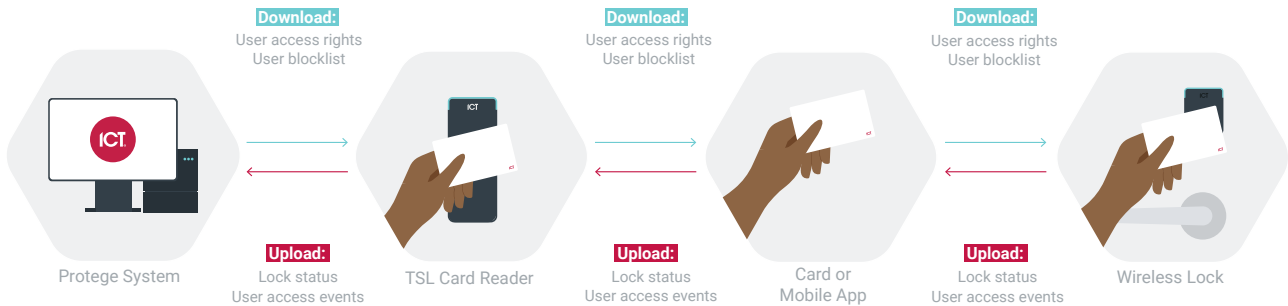 Download:
User access rights
User blocklist
Download:
User access rights
User blocklist
Download:
User access rights
User blocklist
ICT
ICT
Upload:
Lock status
User access events
Upload:
Lock status
User access events
Upload:
Lock status
User access events
Protege System
TSL Card Reader
Card or
Mobile App
Wireless Lock